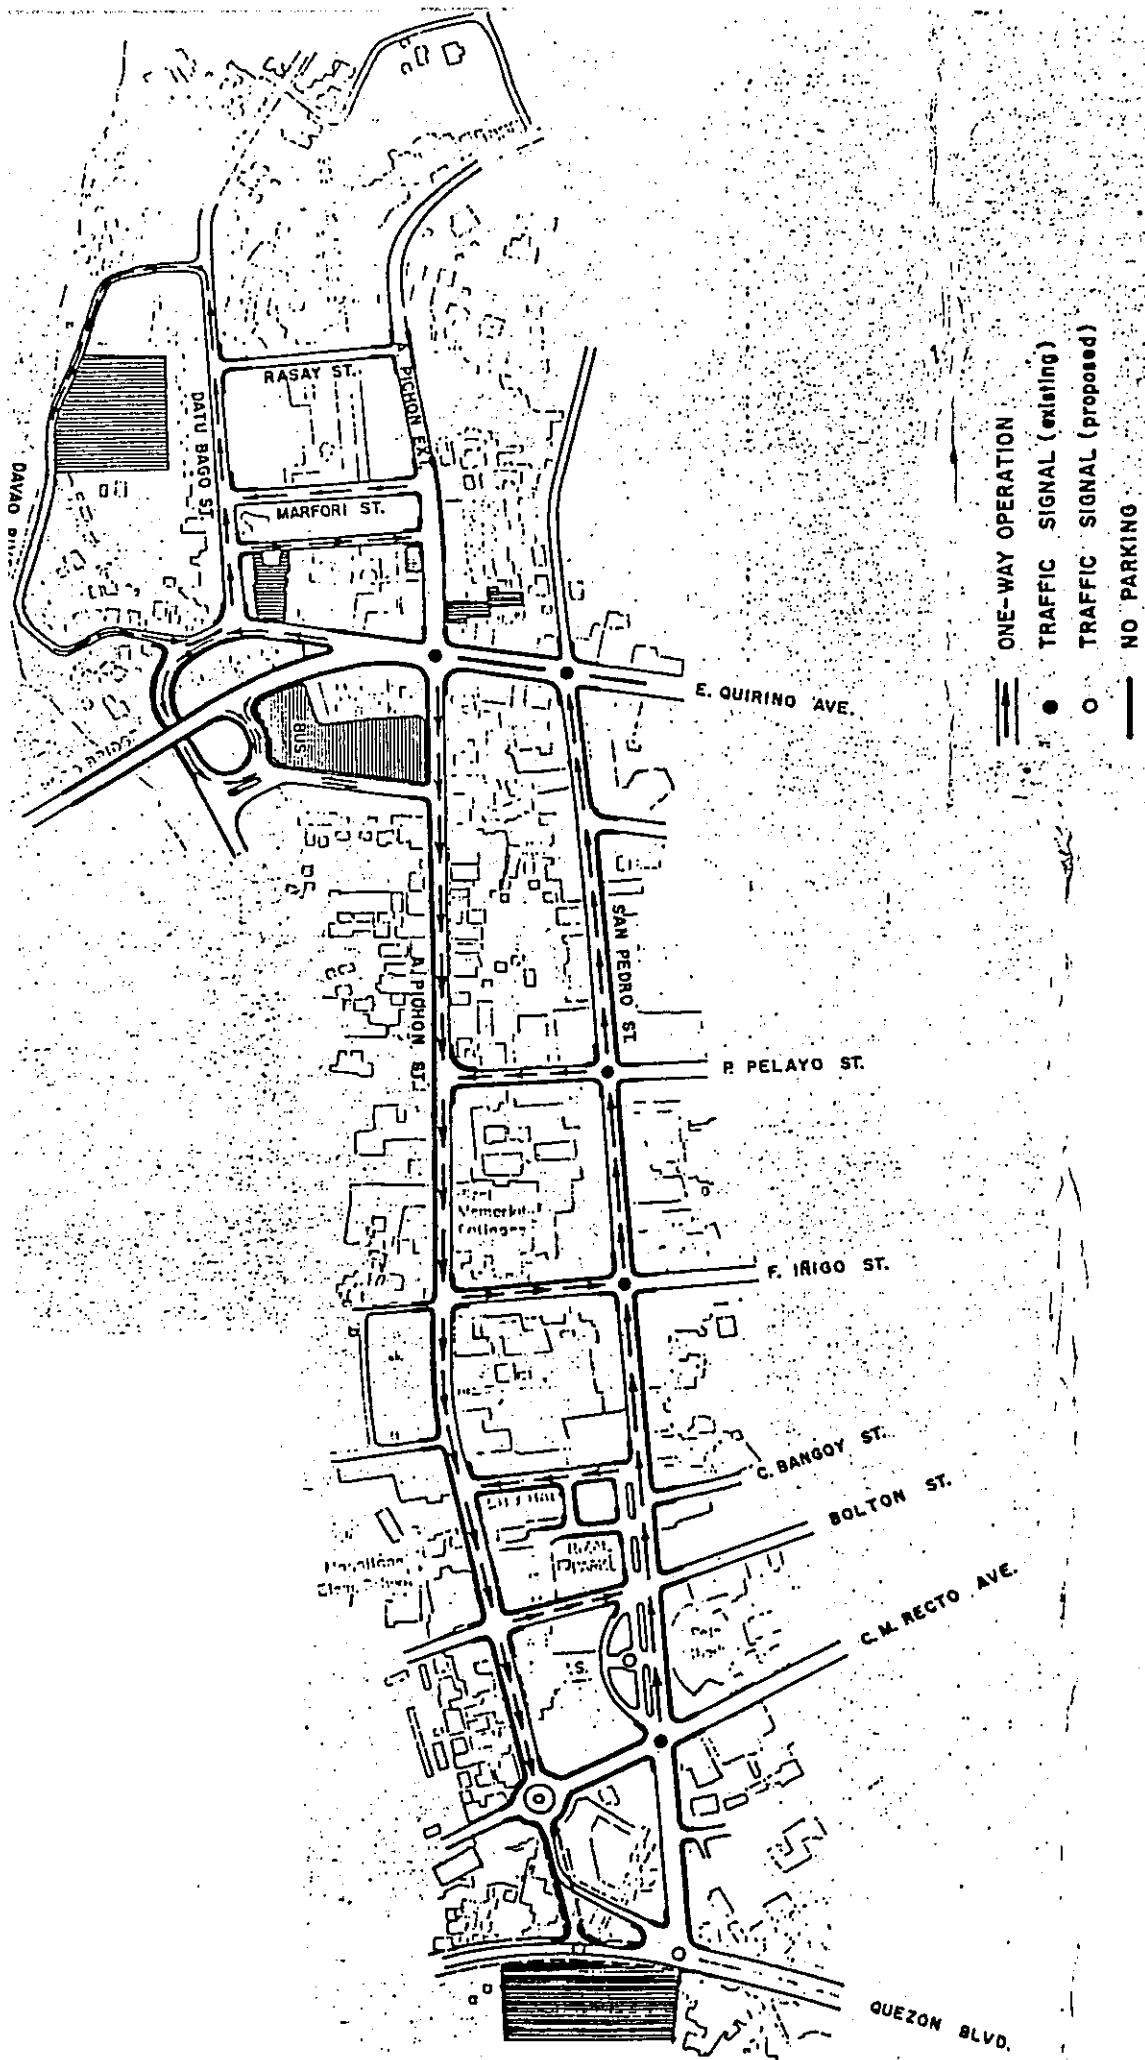 RASAY ST.
A. PICHON EXT.
DATU BAGO ST.
MARFORI ST.
DAVAO
BUS
E. QUIRINO AVE.
ONE-WAY OPERATION
TRAFFIC SIGNAL (existing)
TRAFFIC SIGNAL (proposed)
NO PARKING
SAN PEDRO ST.
A. PICHON ST.
P. PELAYO ST.
Memorial
Colleges
F. IÑIGO ST.
C. BANGOY ST.
BOLTON ST.
C. M. RECTO AVE.
S.
QUEZON BLVD.